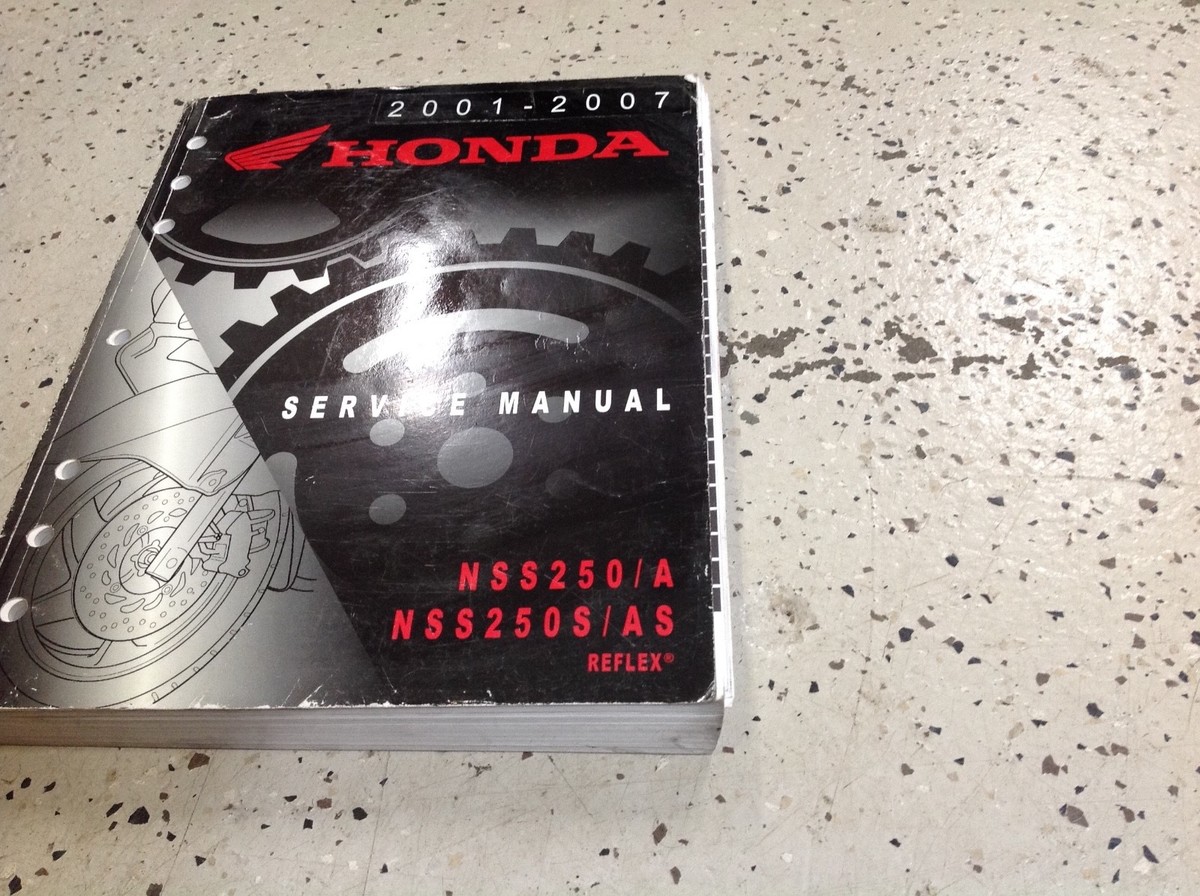 2001-2007
HONDA
SERVICE MANUAL
NSS250/A
NSS250S/AS
REFLEX®